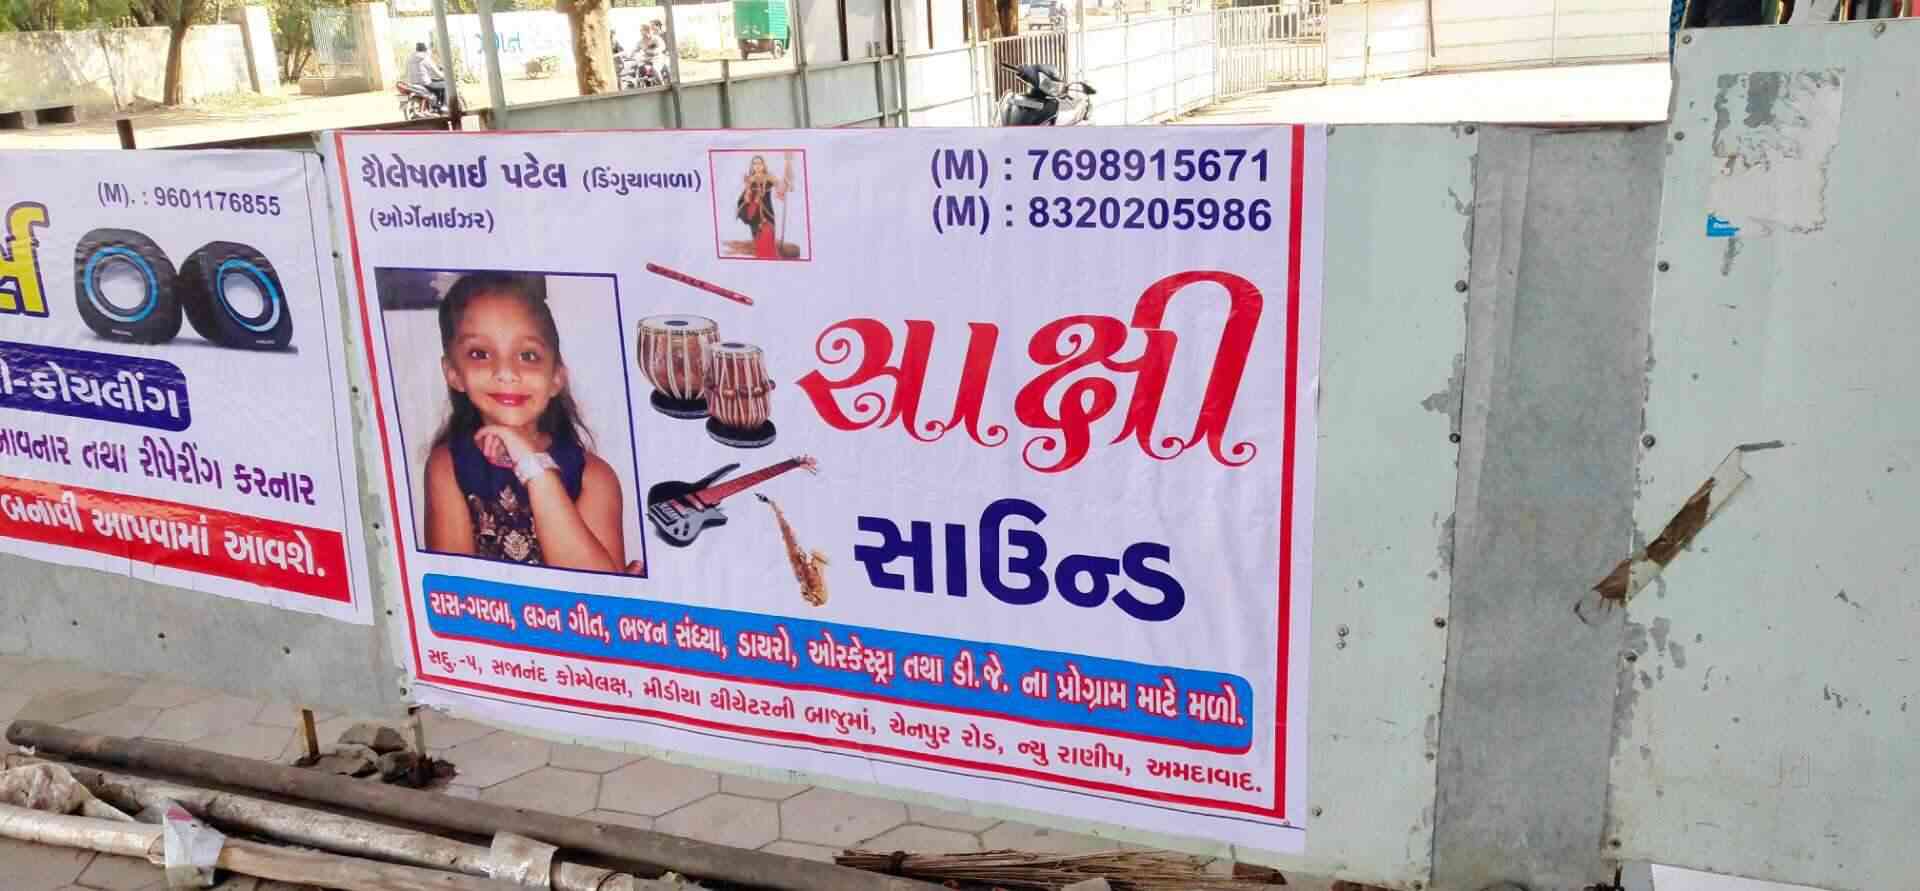 (M). : 9601176855
-કોચલીંગ
તથા રીપેરીંગ કરનાર
બનાવી આપવામાં આવશે.
શૈલેષભાઈ પટેલ (ડિંગુચાવાળા)
(ઓર્ગેનાઈઝર)
(M) : 7698915671
(M) : 8320205986
સાક્ષી
સાઉન્ડ
રાસ-ગરબા, લગ્ન ગીત, ભજન સંધ્યા, ડાયરો, ઓરકેસ્ટ્રા તથા ડી.જે. ના પ્રોગ્રામ માટે મળો.
સદુ.-૫, સજાનંદ કોમ્પેલક્ષ, મીડીયા થીયેટરની બાજુમાં, ચેનપુર રોડ, ન્યુ રાણીપ, અમદાવાદ.